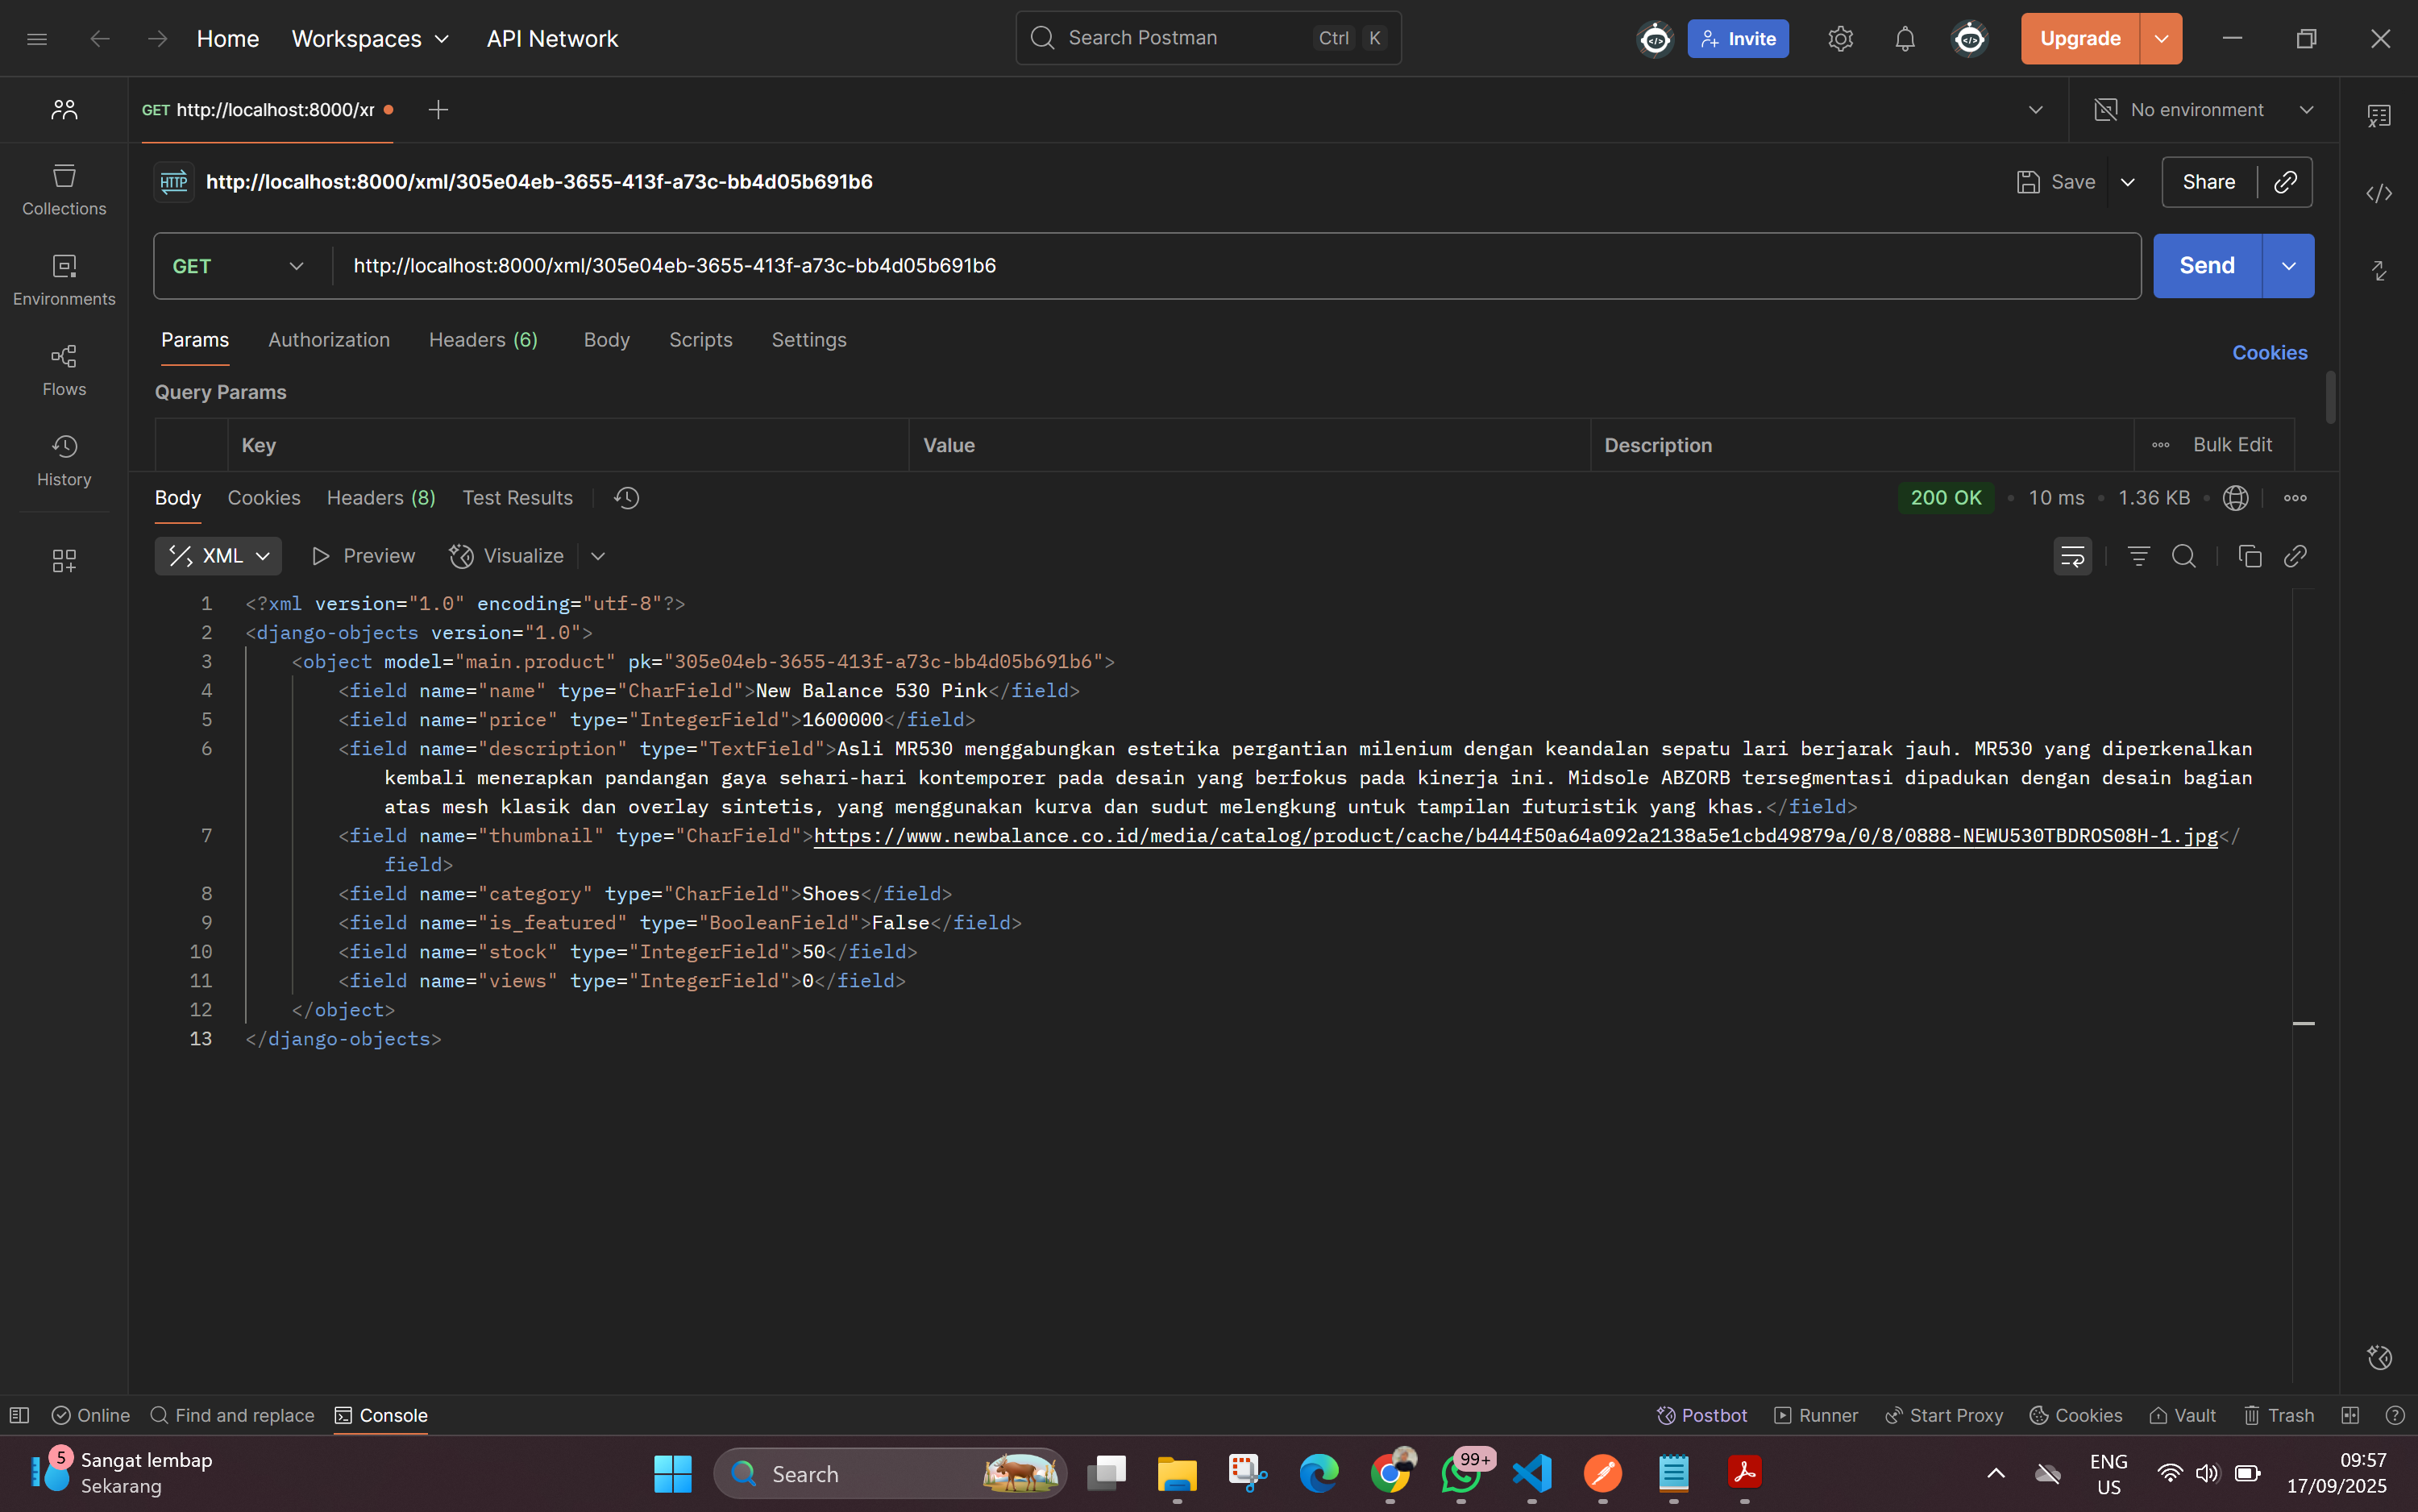 Home
Workspaces
API Network
Search Postman
Ctrl K
Invite
Upgrade
GET http://localhost:8000/xr
No environment
HTTP
http://localhost:8000/xml/305e04eb-3655-413f-a73c-bb4d05b691b6
Save
Share
Collections
Environments
Flows
History
GET
http://localhost:8000/xml/305e04eb-3655-413f-a73c-bb4d05b691b6
Send
Params
Authorization
Headers (6)
Body
Scripts
Settings
Cookies
Query Params
Key
Value
Description
Bulk Edit
Body
Cookies
Headers (8)
Test Results
200 OK
10 ms
1.36 KB
XML
Preview
Visualize
1 <?xml version="1.0" encoding="utf-8"?>
2 <django-objects version="1.0">
3 <object model="main.product" pk="305e04eb-3655-413f-a73c-bb4d05b691b6">
4 <field name="name" type="CharField">New Balance 530 Pink</field>
5 <field name="price" type="IntegerField">1600000</field>
6 <field name="description" type="TextField">Asli MR530 menggabungkan estetika pergantian milenium dengan keandalan sepatu lari berjarak jauh. MR530 yang diperkenalkan
kembali menerapkan pandangan gaya sehari-hari kontemporer pada desain yang berfokus pada kinerja ini. Midsole ABZORB tersegmentasi dipadukan dengan desain bagian
atas mesh klasik dan overlay sintetis, yang menggunakan kurva dan sudut melengkung untuk tampilan futuristik yang khas.</field>
7 <field name="thumbnail" type="CharField">https://www.newbalance.co.id/media/catalog/product/cache/b444f50a64a092a2138a5e1cbd49879a/0/8/0888-NEWU530TBDROS08H-1.jpg</
field>
8 <field name="category" type="CharField">Shoes</field>
9 <field name="is_featured" type="BooleanField">False</field>
10 <field name="stock" type="IntegerField">50</field>
11 <field name="views" type="IntegerField">0</field>
12 </object>
13 </django-objects>
Online
Find and replace
Console
Postbot
Runner
Start Proxy
Cookies
Vault
Trash
5
Sangat lembap
Sekarang
Search
99+
ENG
US
09:57
17/09/2025